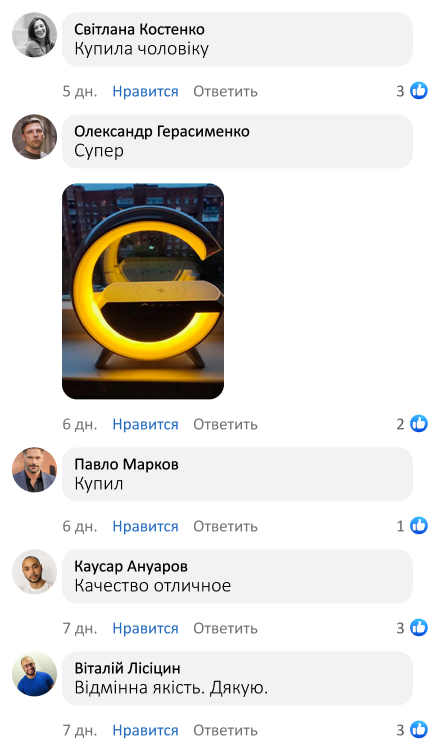 Світлана Костенко
Купила чоловіку
5 дн. Нравится Ответить 3
Олександр Герасименко
Супер
6 дн. Нравится Ответить 2
Павло Марков
Купил
6 дн. Нравится Ответить 1
Каусар Ануаров
Качество отличное
7 дн. Нравится Ответить 3
Віталій Лісіцин
Відмінна якість. Дякую.
7 дн. Нравится Ответить 3